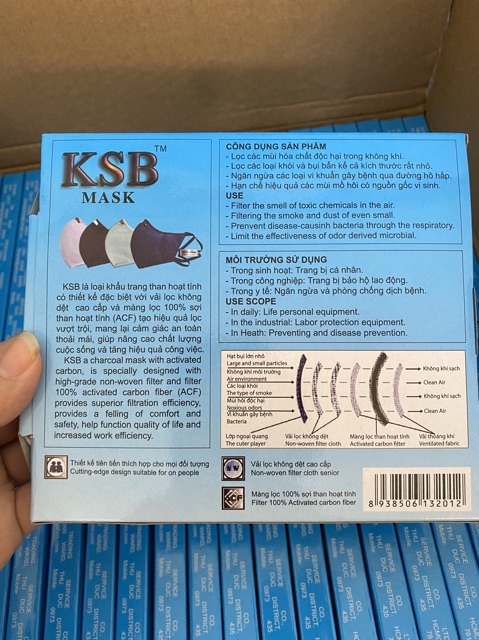 KSB™
MASK
KSB là loại khẩu trang than hoạt tính
có thiết kế đặc biệt với vải lọc không
dệt cao cấp và màng lọc 100% sợi
than hoạt tính (ACF) tạo hiệu quả lọc
vượt trội, mang lại cảm giác an toàn
thoải mái, giúp nâng cao chất lượng
cuộc sống và tăng hiệu quả công việc.
KSB a charcoal mask with activated
carbon, is specially designed with
high-grade non-woven filter and filter
100% activated carbon fiber (ACF)
provides superior filtration efficiency,
provides a felling of comfort and
safety, help function quality of life and
increased work efficiency.
CÔNG DỤNG SẢN PHẨM
- Lọc các mùi hóa chất độc hại trong không khí.
- Lọc các loại khói và bụi bẩn kể cả kích thước rất nhỏ.
- Ngăn ngừa các loại vi khuẩn gây bệnh qua đường hô hấp.
- Hạn chế hiệu quả các mùi mồ hôi có nguồn gốc vi sinh.
USE
- Filter the smell of toxic chemicals in the air.
- Filtering the smoke and dust of even small.
- Prenvent disease-causinh bacteria through the respiratory.
- Limit the effectiveness of odor derived microbial.
MÔI TRƯỜNG SỬ DỤNG
- Trong sinh hoạt: Trang bị cá nhân.
- Trong công nghiệp: Trang bị bảo hộ lao động.
- Trong y tế: Ngăn ngừa và phòng chống dịch bệnh.
USE SCOPE
- In daily: Life personal equipment.
- In the industrial: Labor protection equipment.
- In Heath: Preventing and disease prevention.
Hạt bụi lớn nhỏ
Large and small particles
Không khí môi trường
Air environment
Các loại khói
The type of smoke
Mùi hôi độc hại
Noxious odors
Vi khuẩn gây bệnh
Bacteria
Không khí sạch
Clean Air
Không khí sạch
Clean Air
Lớp ngoại quang
The cuter player
Vải lọc không dệt
Non-woven filter cloth
Màng lọc than hoạt tính
Activated carbon filter
Vải thoáng khí
Ventilated fabric
Thiết kế tiên tiến thích hợp cho mọi đối tượng
Cutting-edge design suitable for on people
Vải lọc không dệt cao cấp
Non-woven filter cloth senior
ACF
Màng lọc 100% sợi than hoạt tính
Filter 100% Activated carbon fiber
8 938506 132012